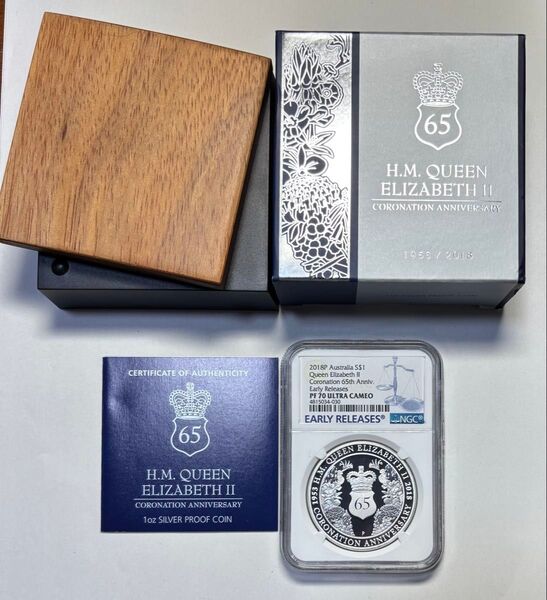 65
H.M. QUEEN
ELIZABETH II
CORONATION ANNIVERSARY
1953 / 2018
CERTIFICATE OF AUTHENTICITY
65
H.M. QUEEN
ELIZABETH II
CORONATION ANNIVERSARY
1oz SILVER PROOF COIN
2018P Australia S$1
Queen Elizabeth II
Coronation 65th Anniv.
Early Releases
PF 70 ULTRA CAMEO
4815034-030
EARLY RELEASES NGC
1953 H.M. QUEEN ELIZABETH II 2018
65
P
CORONATION ANNIVERSARY